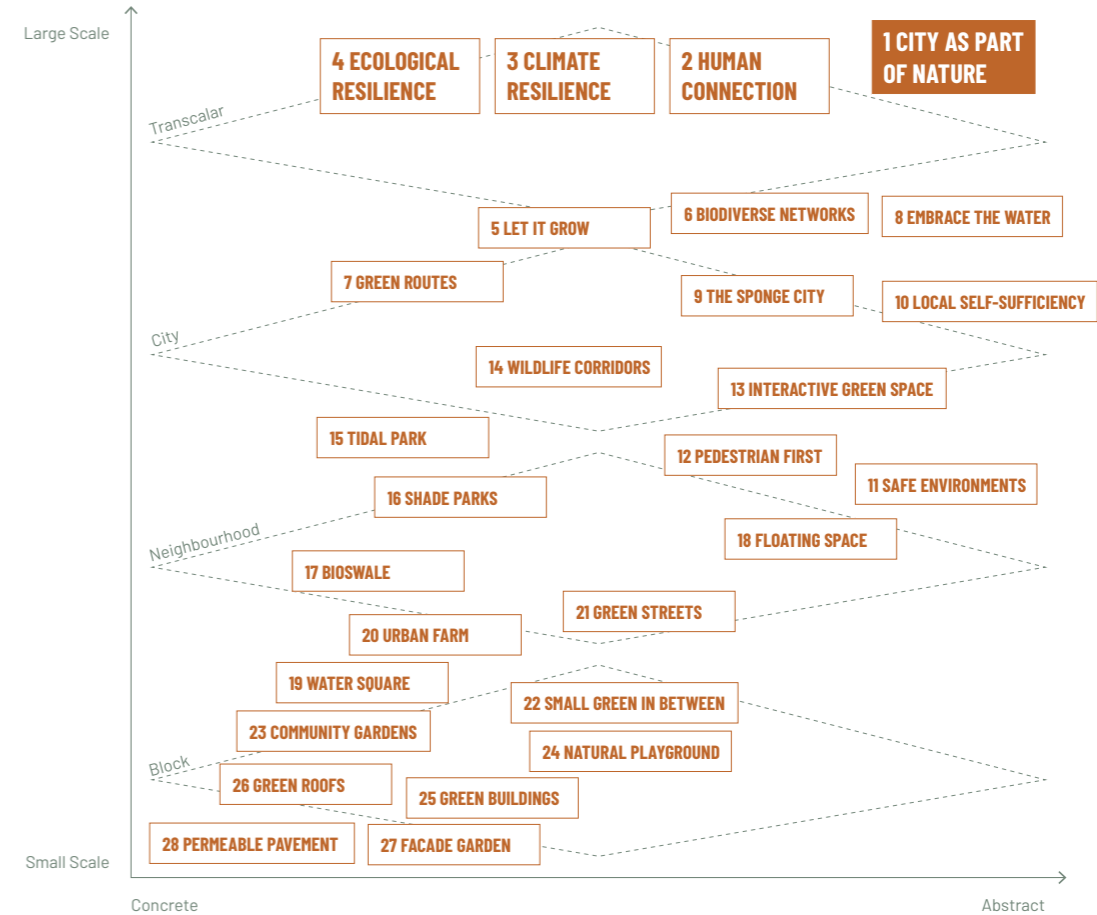 Large Scale
4 ECOLOGICAL
RESILIENCE
3 CLIMATE
RESILIENCE
2 HUMAN
CONNECTION
1 CITY AS PART
OF NATURE
Transcalar
5 LET IT GROW
6 BIODIVERSE NETWORKS
8 EMBRACE THE WATER
7 GREEN ROUTES
9 THE SPONGE CITY
10 LOCAL SELF-SUFFICIENCY
City
14 WILDLIFE CORRIDORS
13 INTERACTIVE GREEN SPACE
15 TIDAL PARK
12 PEDESTRIAN FIRST
11 SAFE ENVIRONMENTS
16 SHADE PARKS
Neighbourhood
18 FLOATING SPACE
17 BIOSWALE
21 GREEN STREETS
20 URBAN FARM
19 WATER SQUARE
22 SMALL GREEN IN BETWEEN
23 COMMUNITY GARDENS
24 NATURAL PLAYGROUND
Block
26 GREEN ROOFS
25 GREEN BUILDINGS
28 PERMEABLE PAVEMENT
27 FACADE GARDEN
Small Scale
Concrete
Abstract